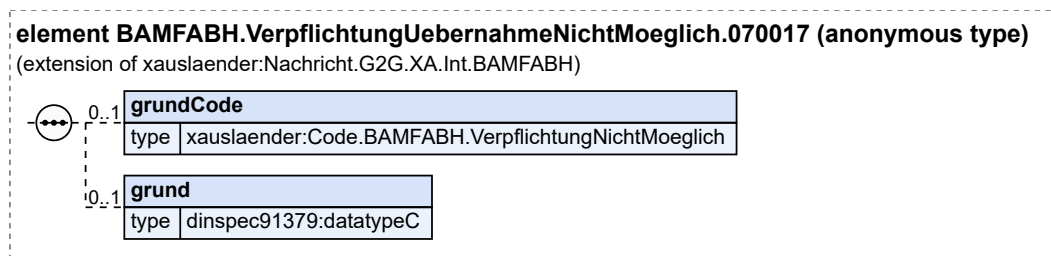 element BAMFABH.VerpflichtungUebernahmeNichtMoeglich.070017 (anonymous type)
(extension of xauslaender:Nachricht.G2G.XA.Int.BAMFABH)
0..1 grundCode
type xauslaender:Code.BAMFABH.VerpflichtungNichtMoeglich
0..1 grund
type dinspec91379:datatypeC